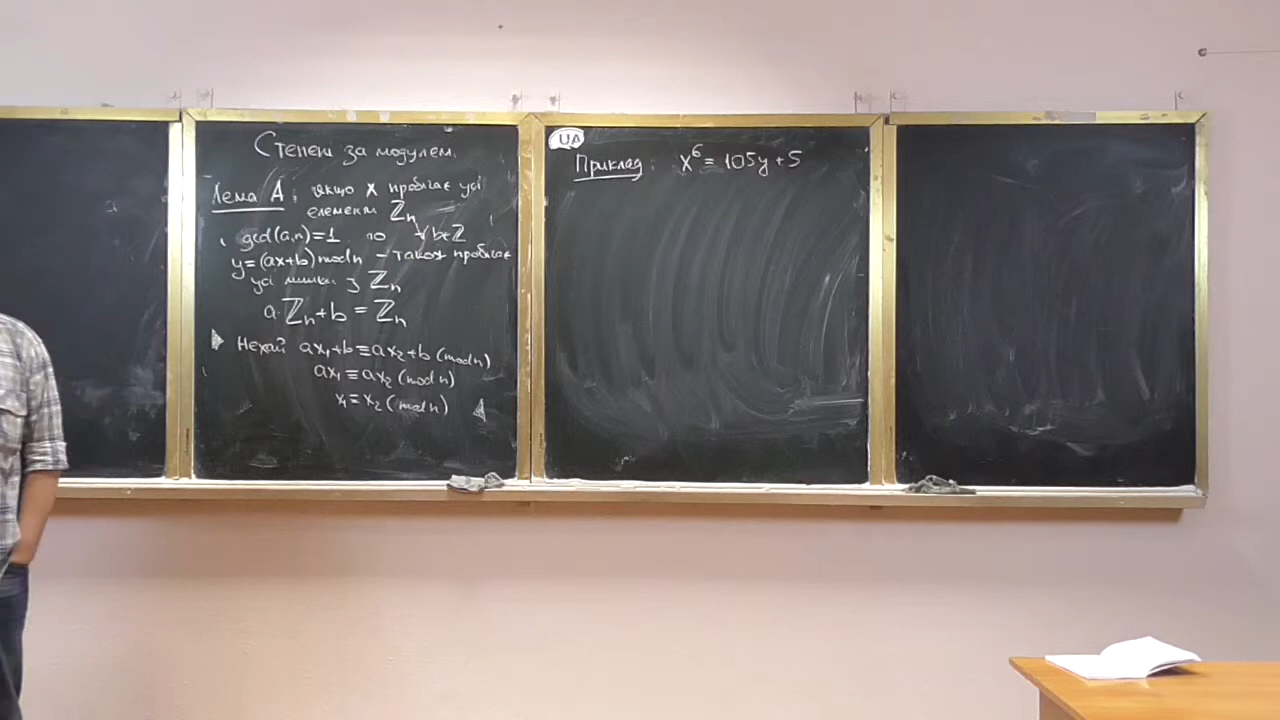 Степені за модулем.
Лема A: якщо x пробігає усі
елементи ℤₙ
і gcd(a,n)=1 то ∀b∈ℤ
y=(ax+b) mod n – також пробігає
усі лишки з ℤₙ
a·ℤₙ+b = ℤₙ
Нехай ax₁+b≡ax₂+b (mod n)
ax₁≡ax₂ (mod n)
x₁≡x₂ (mod n)
UA
Приклад: x⁶=105y+5